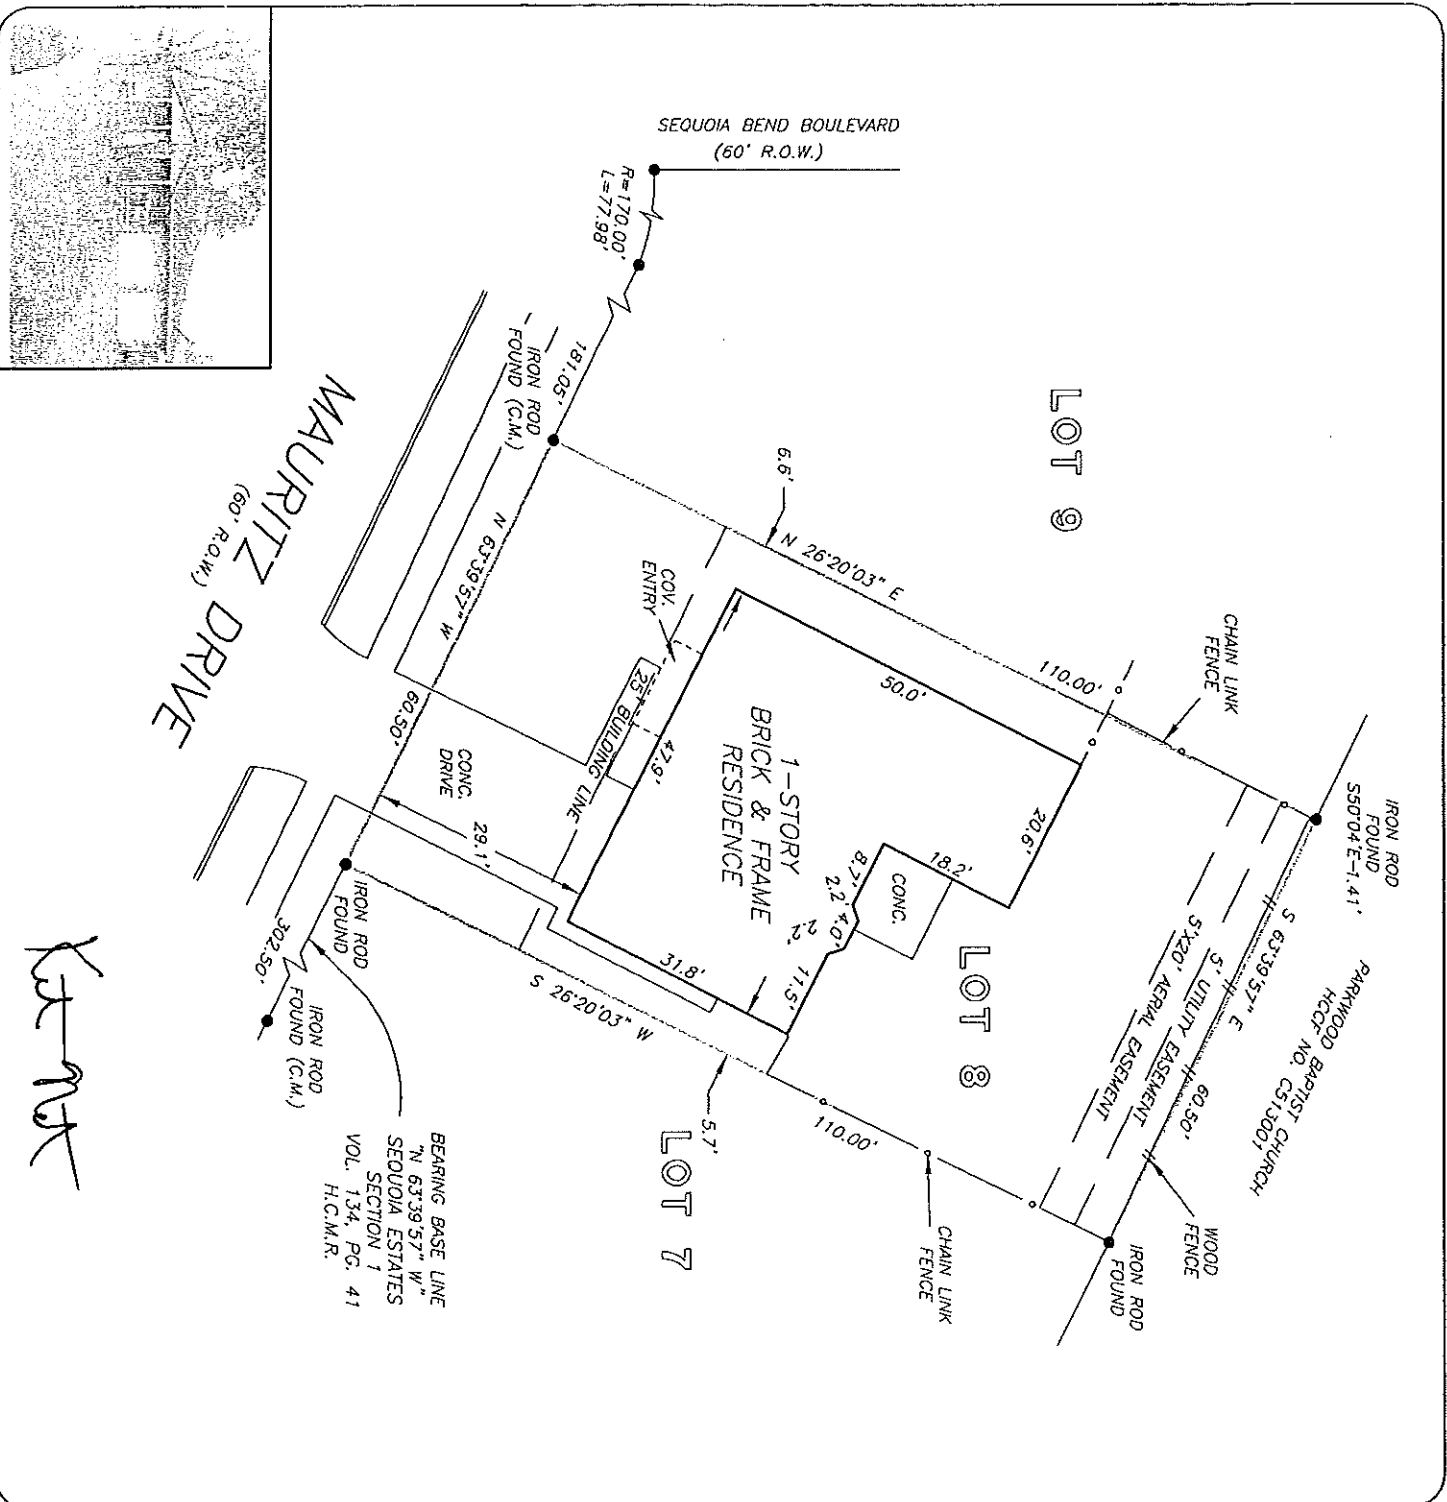 SEQUOIA BEND BOULEVARD
(60' R.O.W.)
R=170.00'
L=77.98'
181.05'
IRON ROD
FOUND (C.M.)
MAURITZ DRIVE
(60' R.O.W.)
N 63°39'57" W
60.50'
LOT 9
6.6'
N 26°20'03" E
110.00'
CHAIN LINK
FENCE
IRON ROD
FOUND
S50°04'E-1.41'
PARKWOOD BAPTIST CHURCH
HCCF NO. C513001
S 63°39'57" E
60.50'
5' UTILITY EASEMENT
5'X20' AERIAL EASEMENT
WOOD
FENCE
IRON ROD
FOUND
COV.
ENTRY
25' BUILDING LINE
47.9'
50.0'
1-STORY
BRICK & FRAME
RESIDENCE
20.6'
18.2'
CONC.
8.7'
2.2'
4.0'
2.2'
11.5'
31.8'
LOT 8
CONC.
DRIVE
29.1'
S 26°20'03" W
5.7'
110.00'
CHAIN LINK
FENCE
LOT 7
IRON ROD
FOUND
302.50'
IRON ROD
FOUND (C.M.)
BEARING BASE LINE
"N 63°39'57" W"
SEQUOIA ESTATES
SECTION 1
VOL. 134, PG. 41
H.C.M.R.